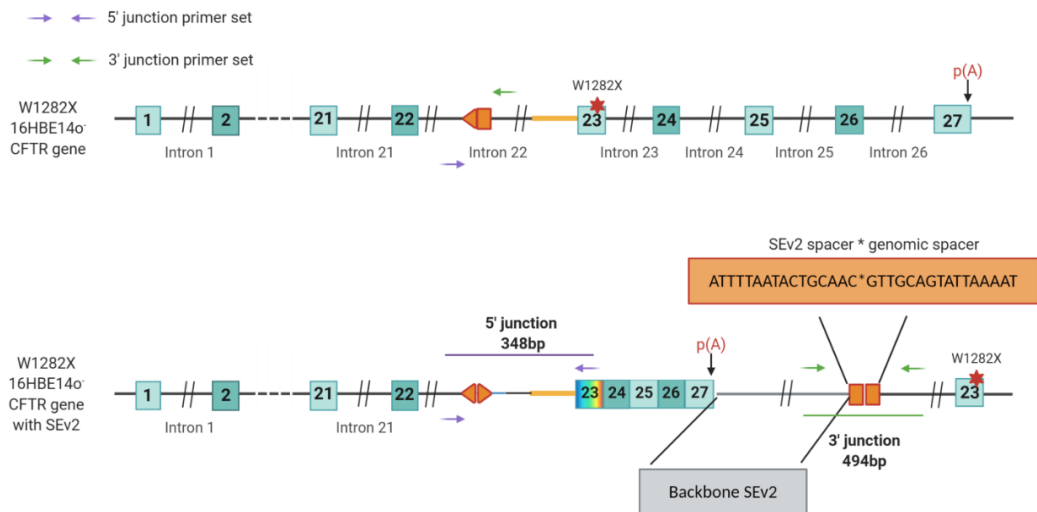 5' junction primer set
3' junction primer set
W1282X
16HBE14o-
CFTR gene
1
2
21
22
W1282X
23
24
25
26
p(A)
27
Intron 1
Intron 21
Intron 22
Intron 23
Intron 24
Intron 25
Intron 26
SEv2 spacer * genomic spacer
ATTTTAATACTGCAAC*GTTGCAGTATTAAAAT
5' junction
348bp
p(A)
W1282X
16HBE14o-
CFTR gene
with SEv2
1
2
21
22
23
24
25
26
27
W1282X
23
Intron 1
Intron 21
3' junction
494bp
Backbone SEv2